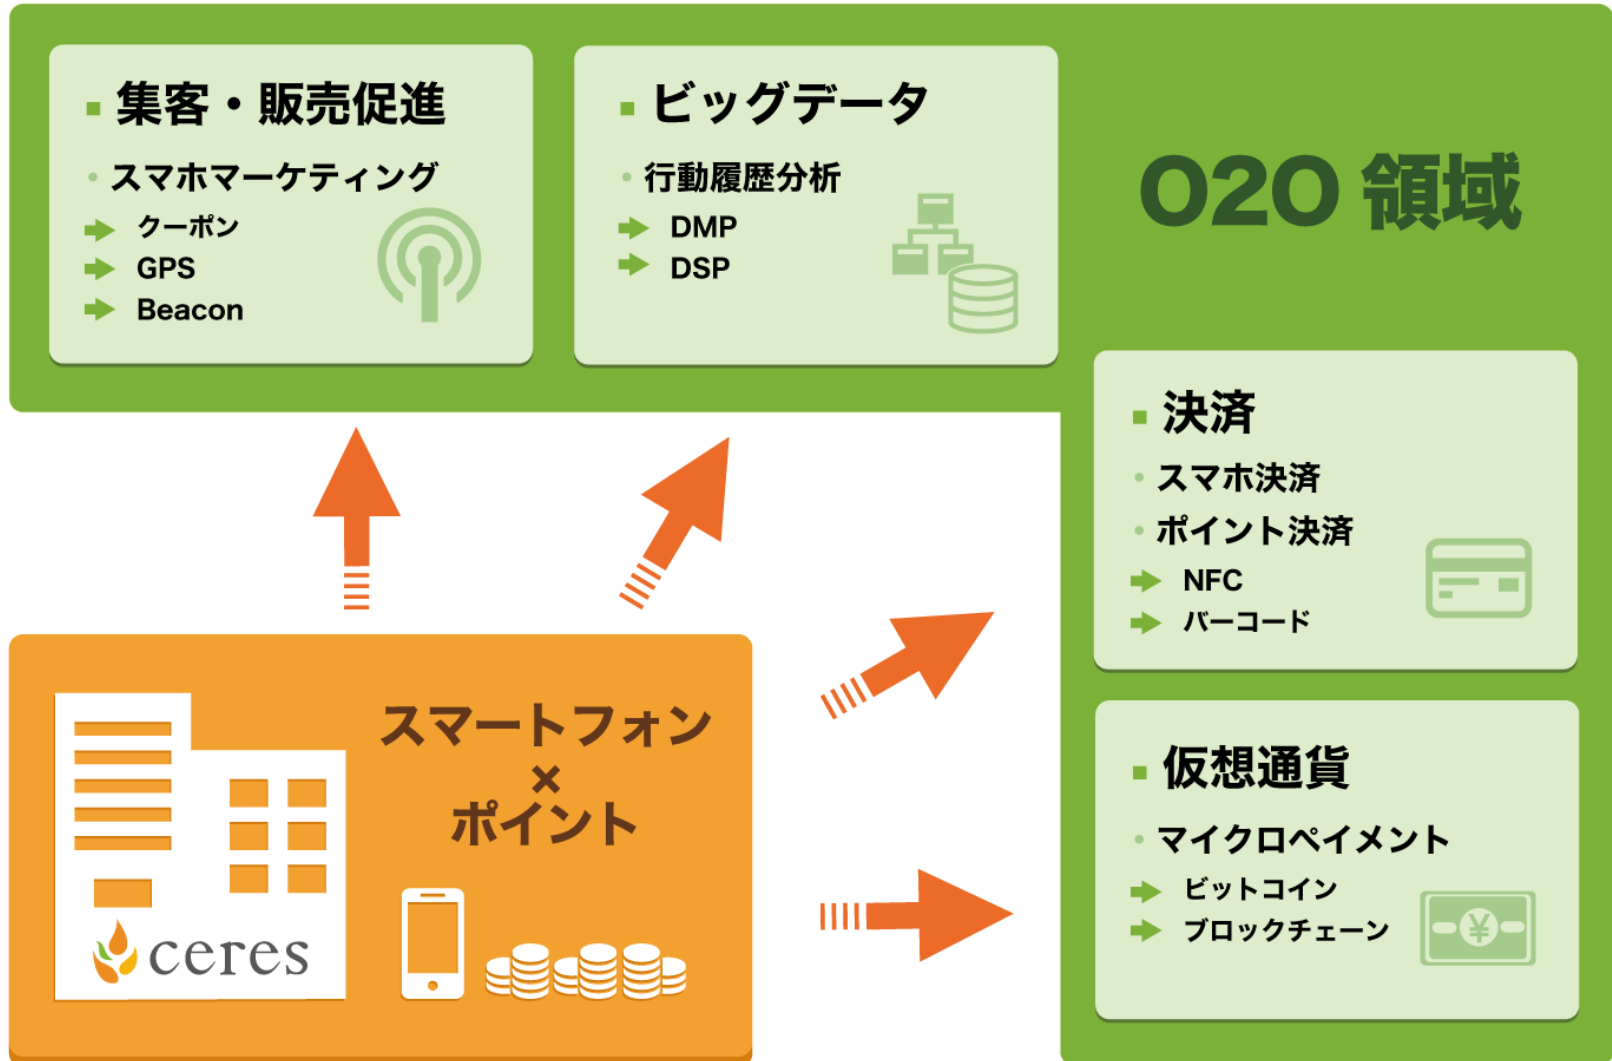 集客・販売促進
スマホマーケティング
クーポン
GPS
Beacon
ビッグデータ
行動履歴分析
DMP
DSP
O2O 領域
決済
スマホ決済
ポイント決済
NFC
バーコード
仮想通貨
マイクロペイメント
ビットコイン
ブロックチェーン
¥
スマートフォン
×
ポイント
ceres